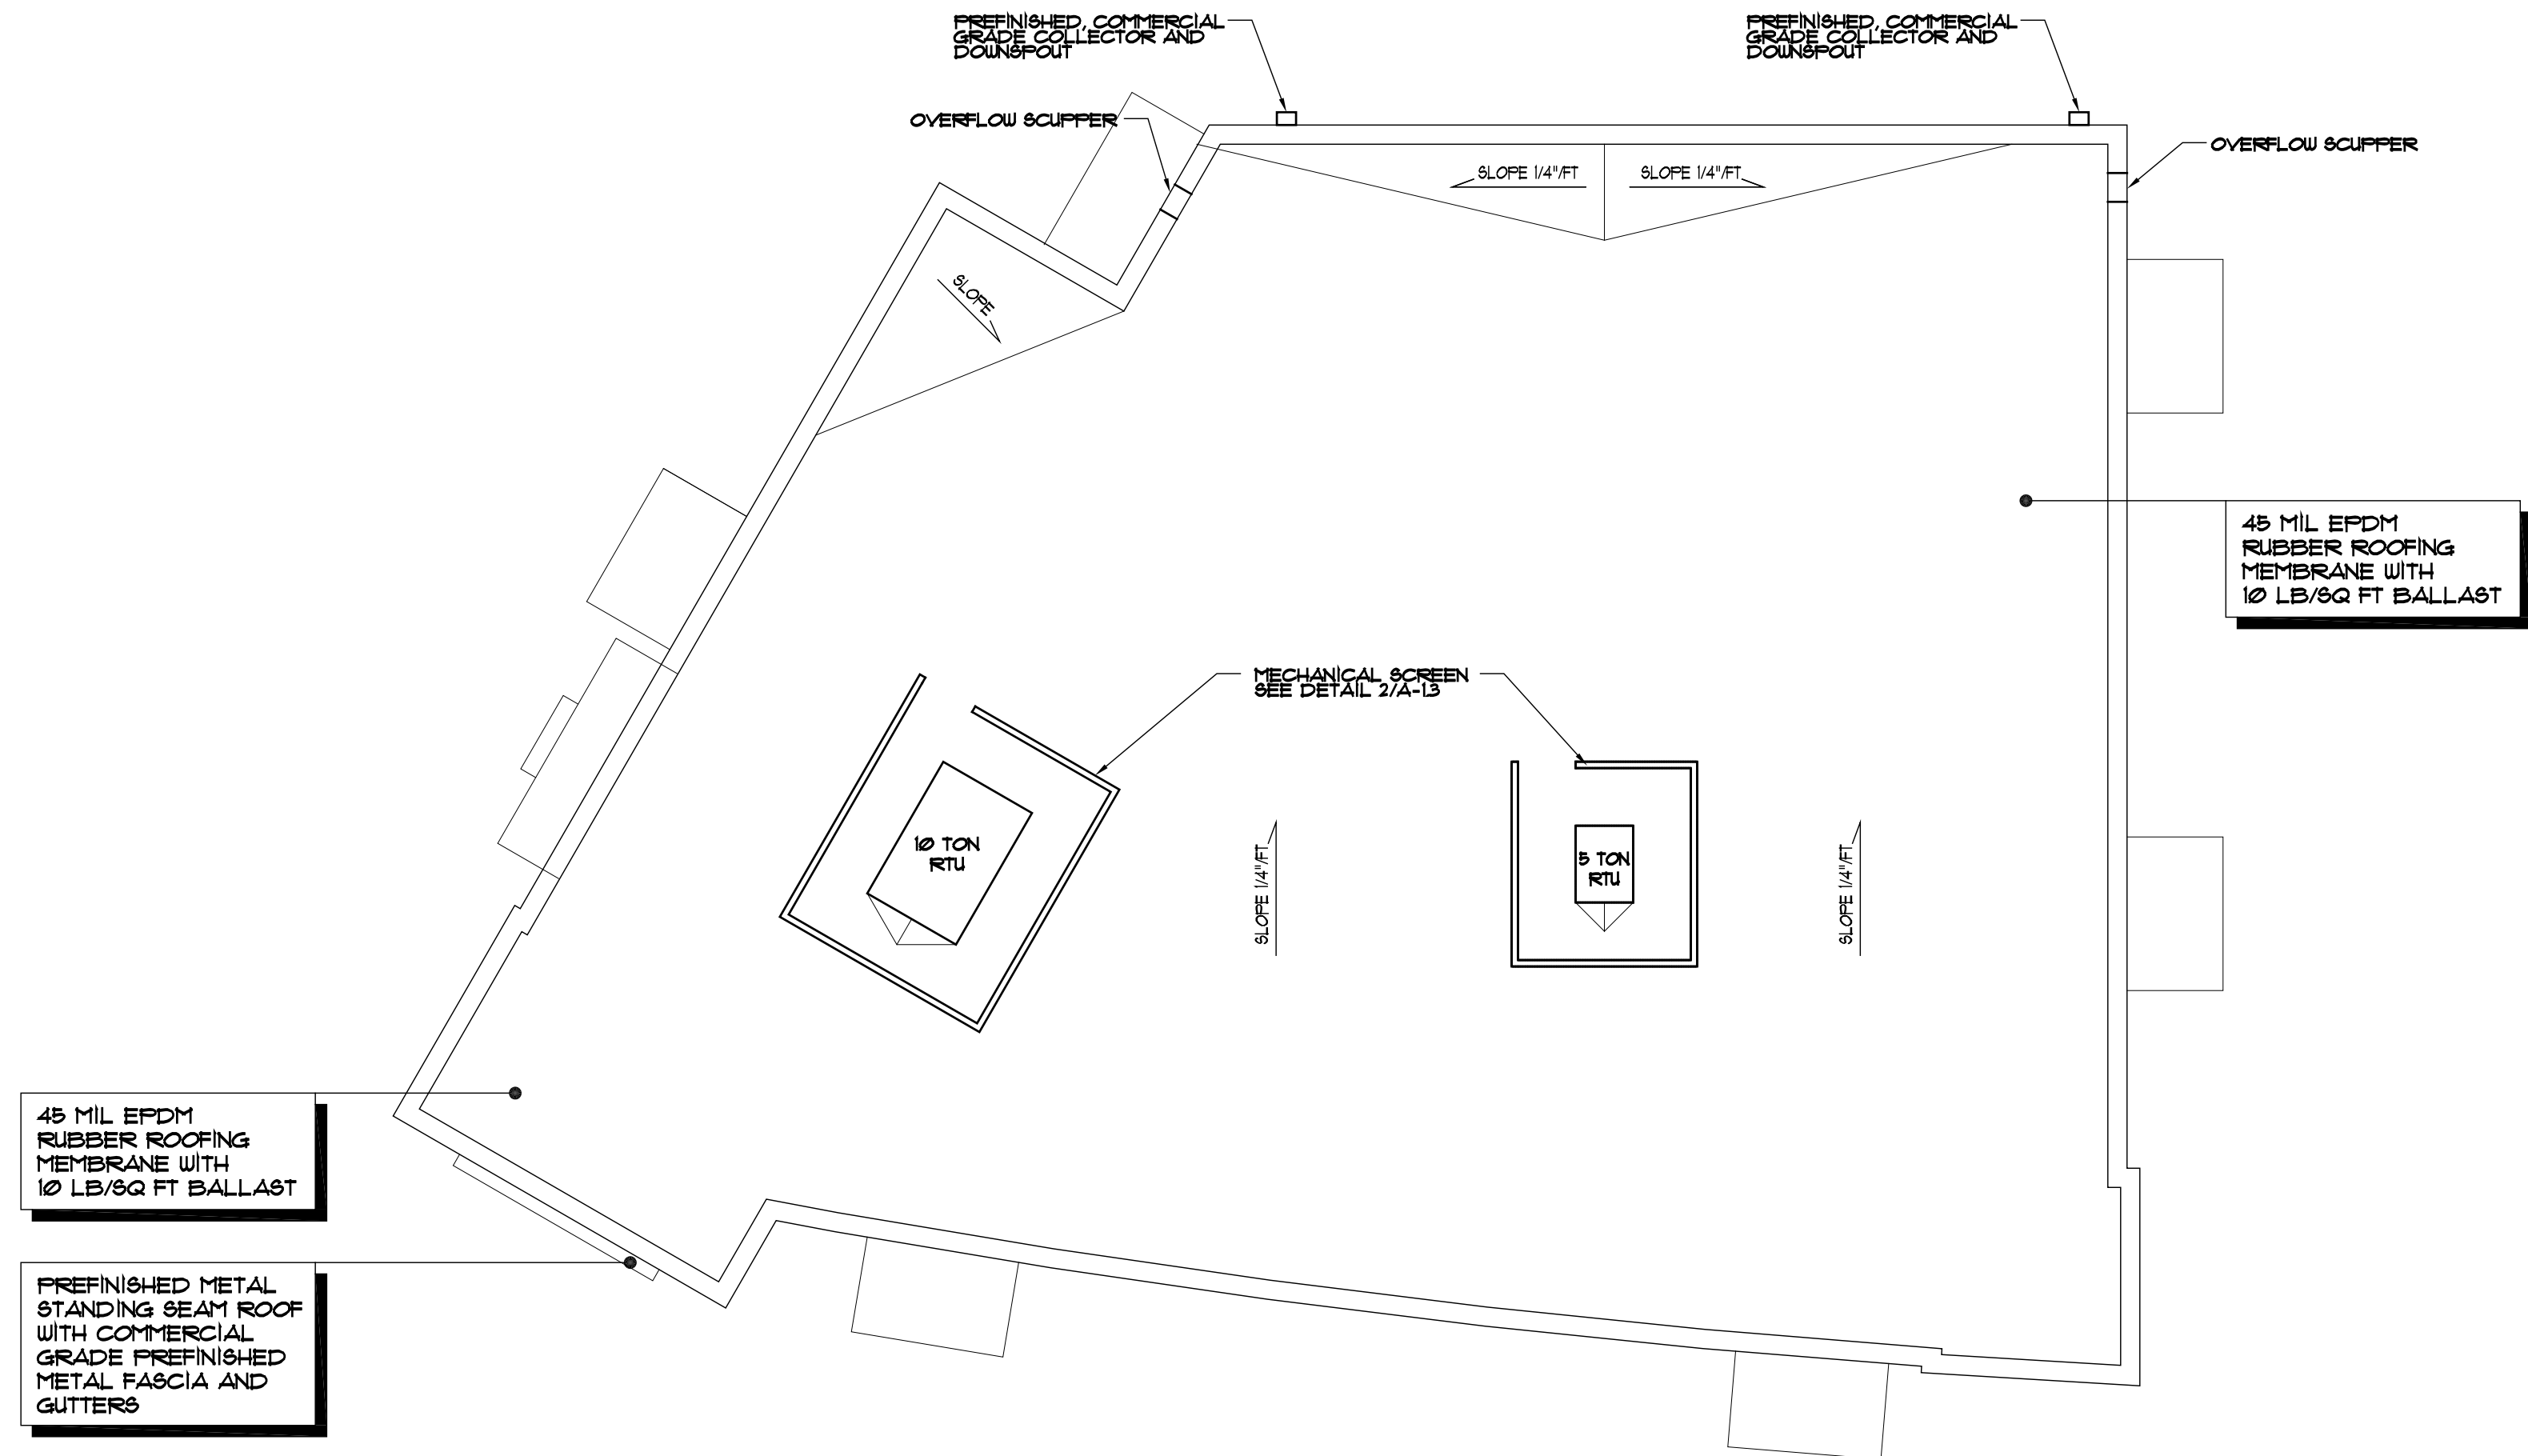 PREFINISHED, COMMERCIAL
GRADE COLLECTOR AND
DOWNSPOUT
PREFINISHED, COMMERCIAL
GRADE COLLECTOR AND
DOWNSPOUT
OVERFLOW SCUPPER
OVERFLOW SCUPPER
SLOPE 1/4"/FT
SLOPE 1/4"/FT
SLOPE
45 MIL EPDM
RUBBER ROOFING
MEMBRANE WITH
10 LB/SQ FT BALLAST
MECHANICAL SCREEN
SEE DETAIL 2/A-1.3
10 TON
RTU
5 TON
RTU
SLOPE 1/4"/FT
SLOPE 1/4"/FT
45 MIL EPDM
RUBBER ROOFING
MEMBRANE WITH
10 LB/SQ FT BALLAST
PREFINISHED METAL
STANDING SEAM ROOF
WITH COMMERCIAL
GRADE PREFINISHED
METAL FASCIA AND
GUTTERS